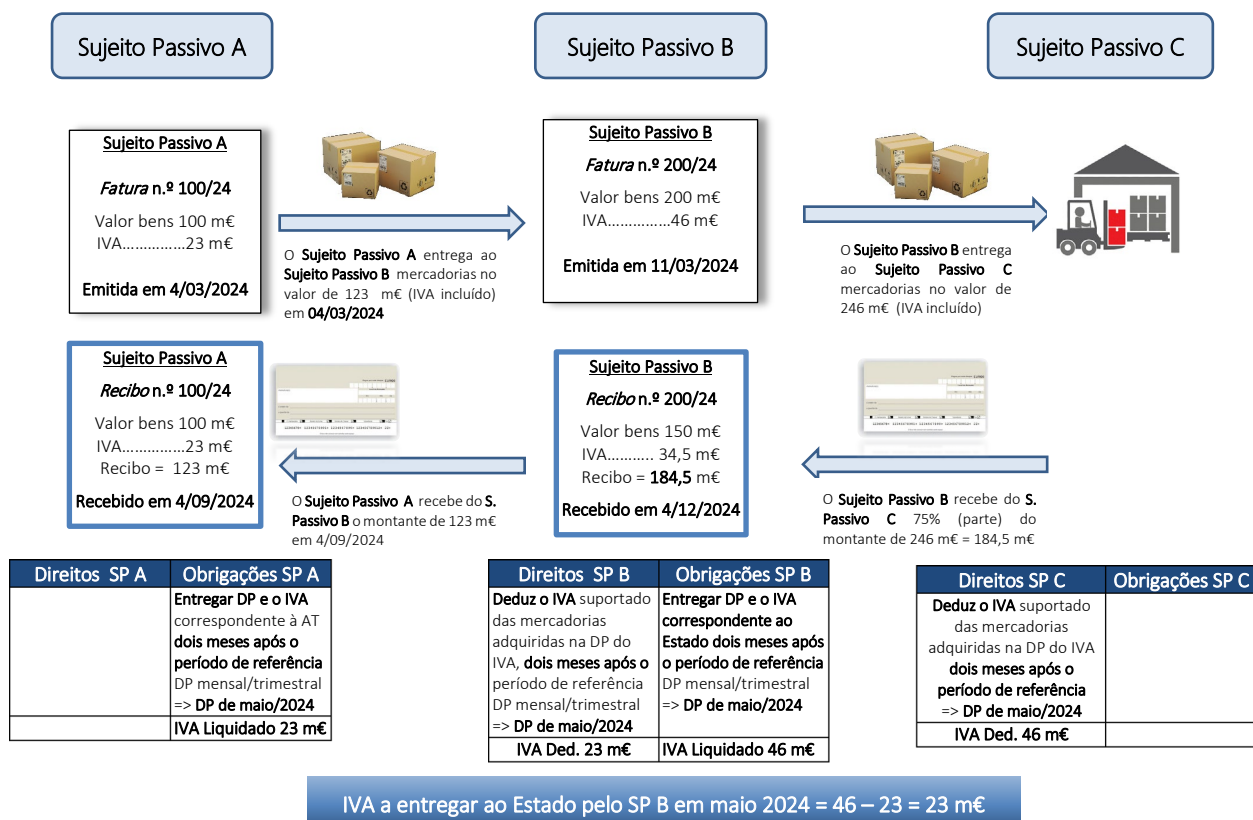 Sujeito Passivo A
Sujeito Passivo B
Sujeito Passivo C
Sujeito Passivo A
Fatura n.º 100/24
Valor bens 100 m€
IVA...............23 m€
Emitida em 4/03/2024
O Sujeito Passivo A entrega ao
Sujeito Passivo B mercadorias no
valor de 123 m€ (IVA incluído)
em 04/03/2024
Sujeito Passivo B
Fatura n.º 200/24
Valor bens 200 m€
IVA...............46 m€
Emitida em 11/03/2024
O Sujeito Passivo B entrega
ao Sujeito Passivo C
mercadorias no valor de
246 m€ (IVA incluído)
Sujeito Passivo A
Recibo n.º 100/24
Valor bens 100 m€
IVA...............23 m€
Recibo = 123 m€
Recebido em 4/09/2024
O Sujeito Passivo A recebe do S.
Passivo B o montante de 123 m€
em 4/09/2024
Sujeito Passivo B
Recibo n.º 200/24
Valor bens 150 m€
IVA........... 34,5 m€
Recibo = 184,5 m€
Recebido em 4/12/2024
O Sujeito Passivo B recebe do S.
Passivo C 75% (parte) do
montante de 246 m€ = 184,5 m€
Direitos SP A
Obrigações SP A
Entregar DP e o IVA
correspondente à AT
dois meses após o
período de referência
DP mensal/trimestral
=> DP de maio/2024
IVA Liquidado 23 m€
Direitos SP B
Obrigações SP B
Deduz o IVA suportado
das mercadorias
adquiridas na DP do
IVA, dois meses após o
período de referência
DP mensal/trimestral
=> DP de maio/2024
Entregar DP e o IVA
correspondente ao
Estado dois meses após
o período de referência
DP mensal/trimestral
=> DP de maio/2024
IVA Ded. 23 m€
IVA Liquidado 46 m€
Direitos SP C
Obrigações SP C
Deduz o IVA suportado
das mercadorias
adquiridas na DP do IVA
dois meses após o
período de referência
=> DP de maio/2024
IVA Ded. 46 m€
IVA a entregar ao Estado pelo SP B em maio 2024 = 46 – 23 = 23 m€